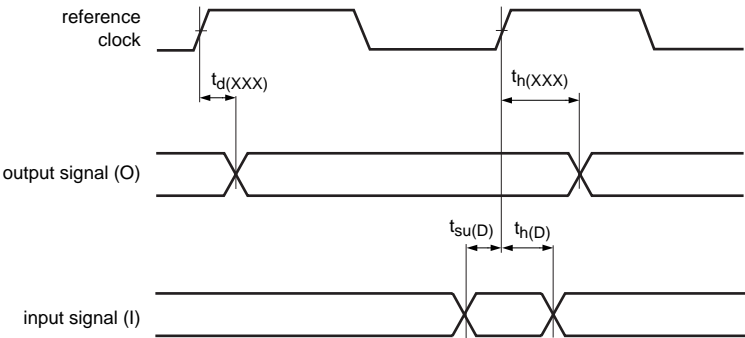 reference
clock
td(XXX)
th(XXX)
output signal (O)
tsu(D)
th(D)
input signal (I)